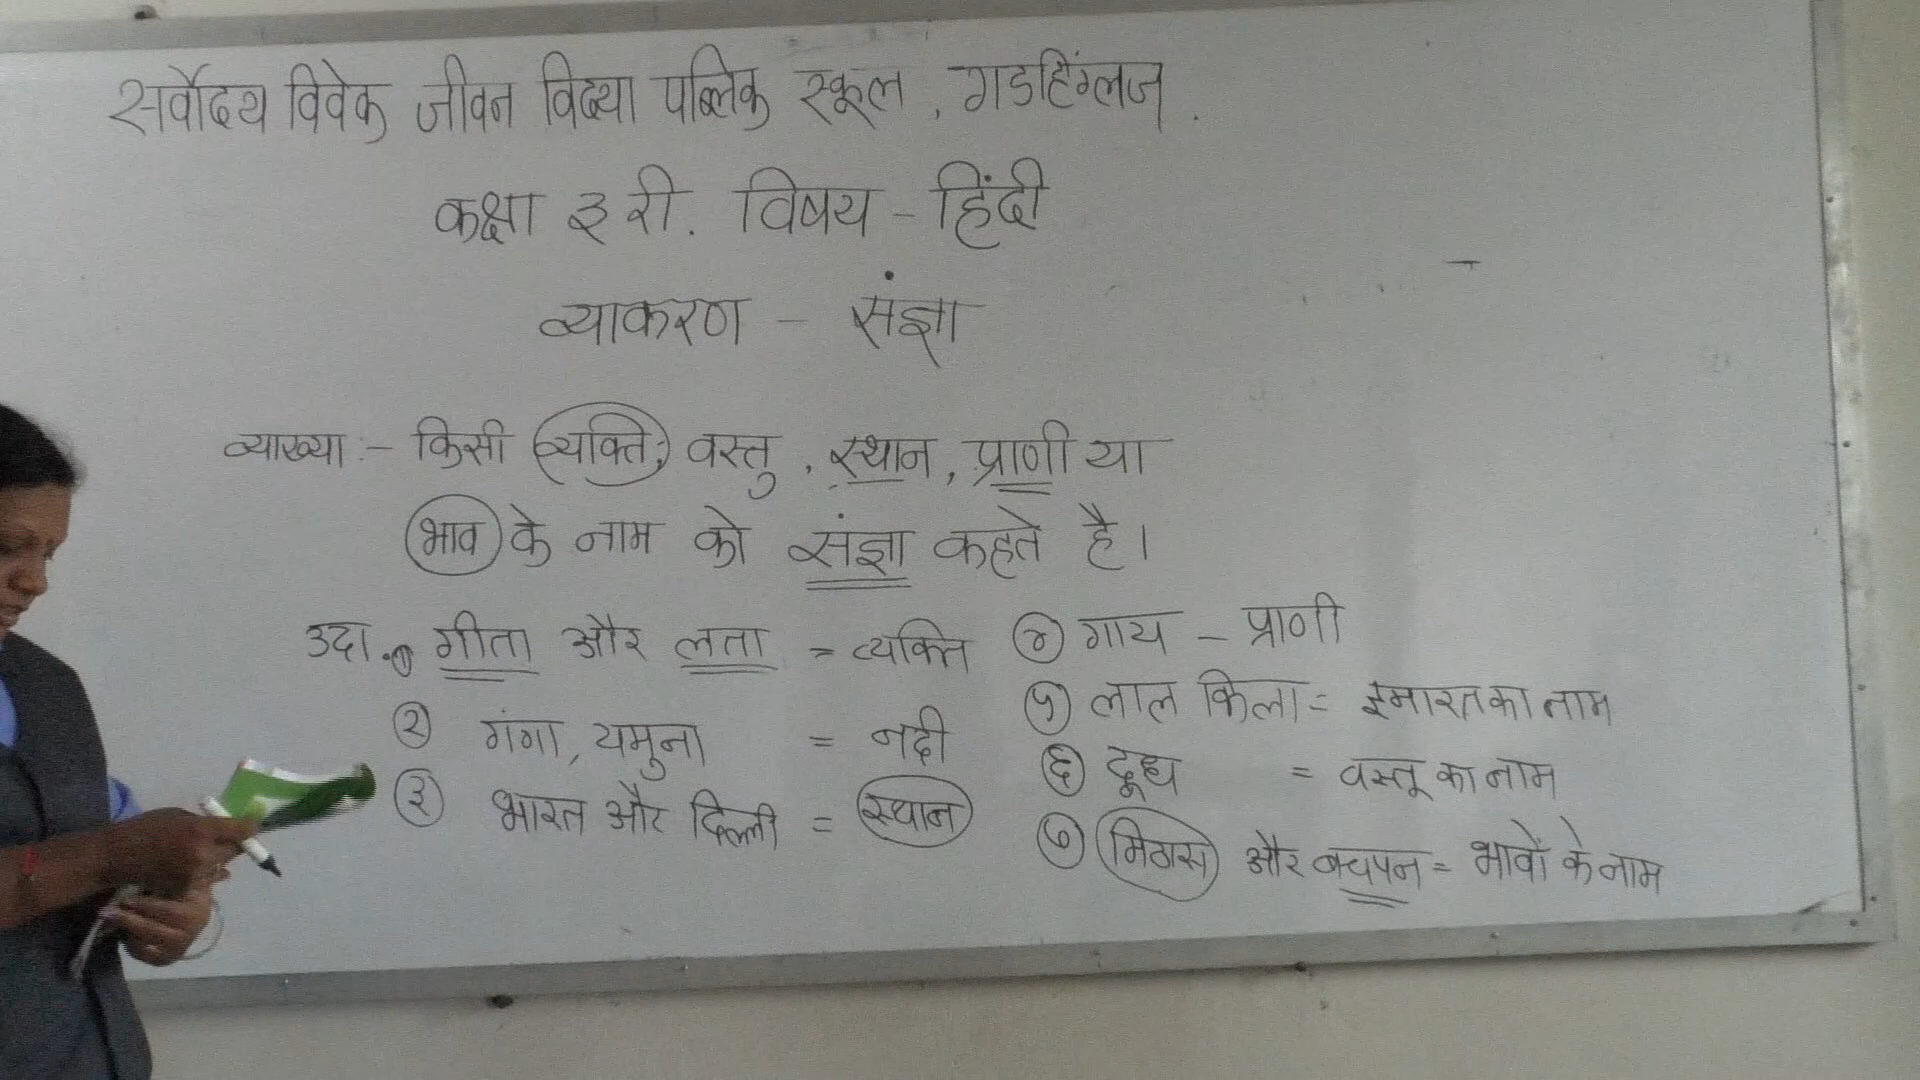 सर्वोदय विवेक जीवन विद्या पब्लिक स्कूल, गडहिंग्लज.
कक्षा ३ री. विषय - हिंदी
व्याकरण - संज्ञा
व्याख्या :- किसी व्यक्ति, वस्तु, स्थान, प्राणी या
भाव के नाम को संज्ञा कहते है।
उदा. १ गीता और लता = व्यक्ति
२ गंगा, यमुना = नदी
३ भारत और दिल्ली = स्थान
४ गाय - प्राणी
५ लाल किला = इमारत का नाम
६ दूध = वस्तू का नाम
७ मिठास और बचपन = भावों के नाम